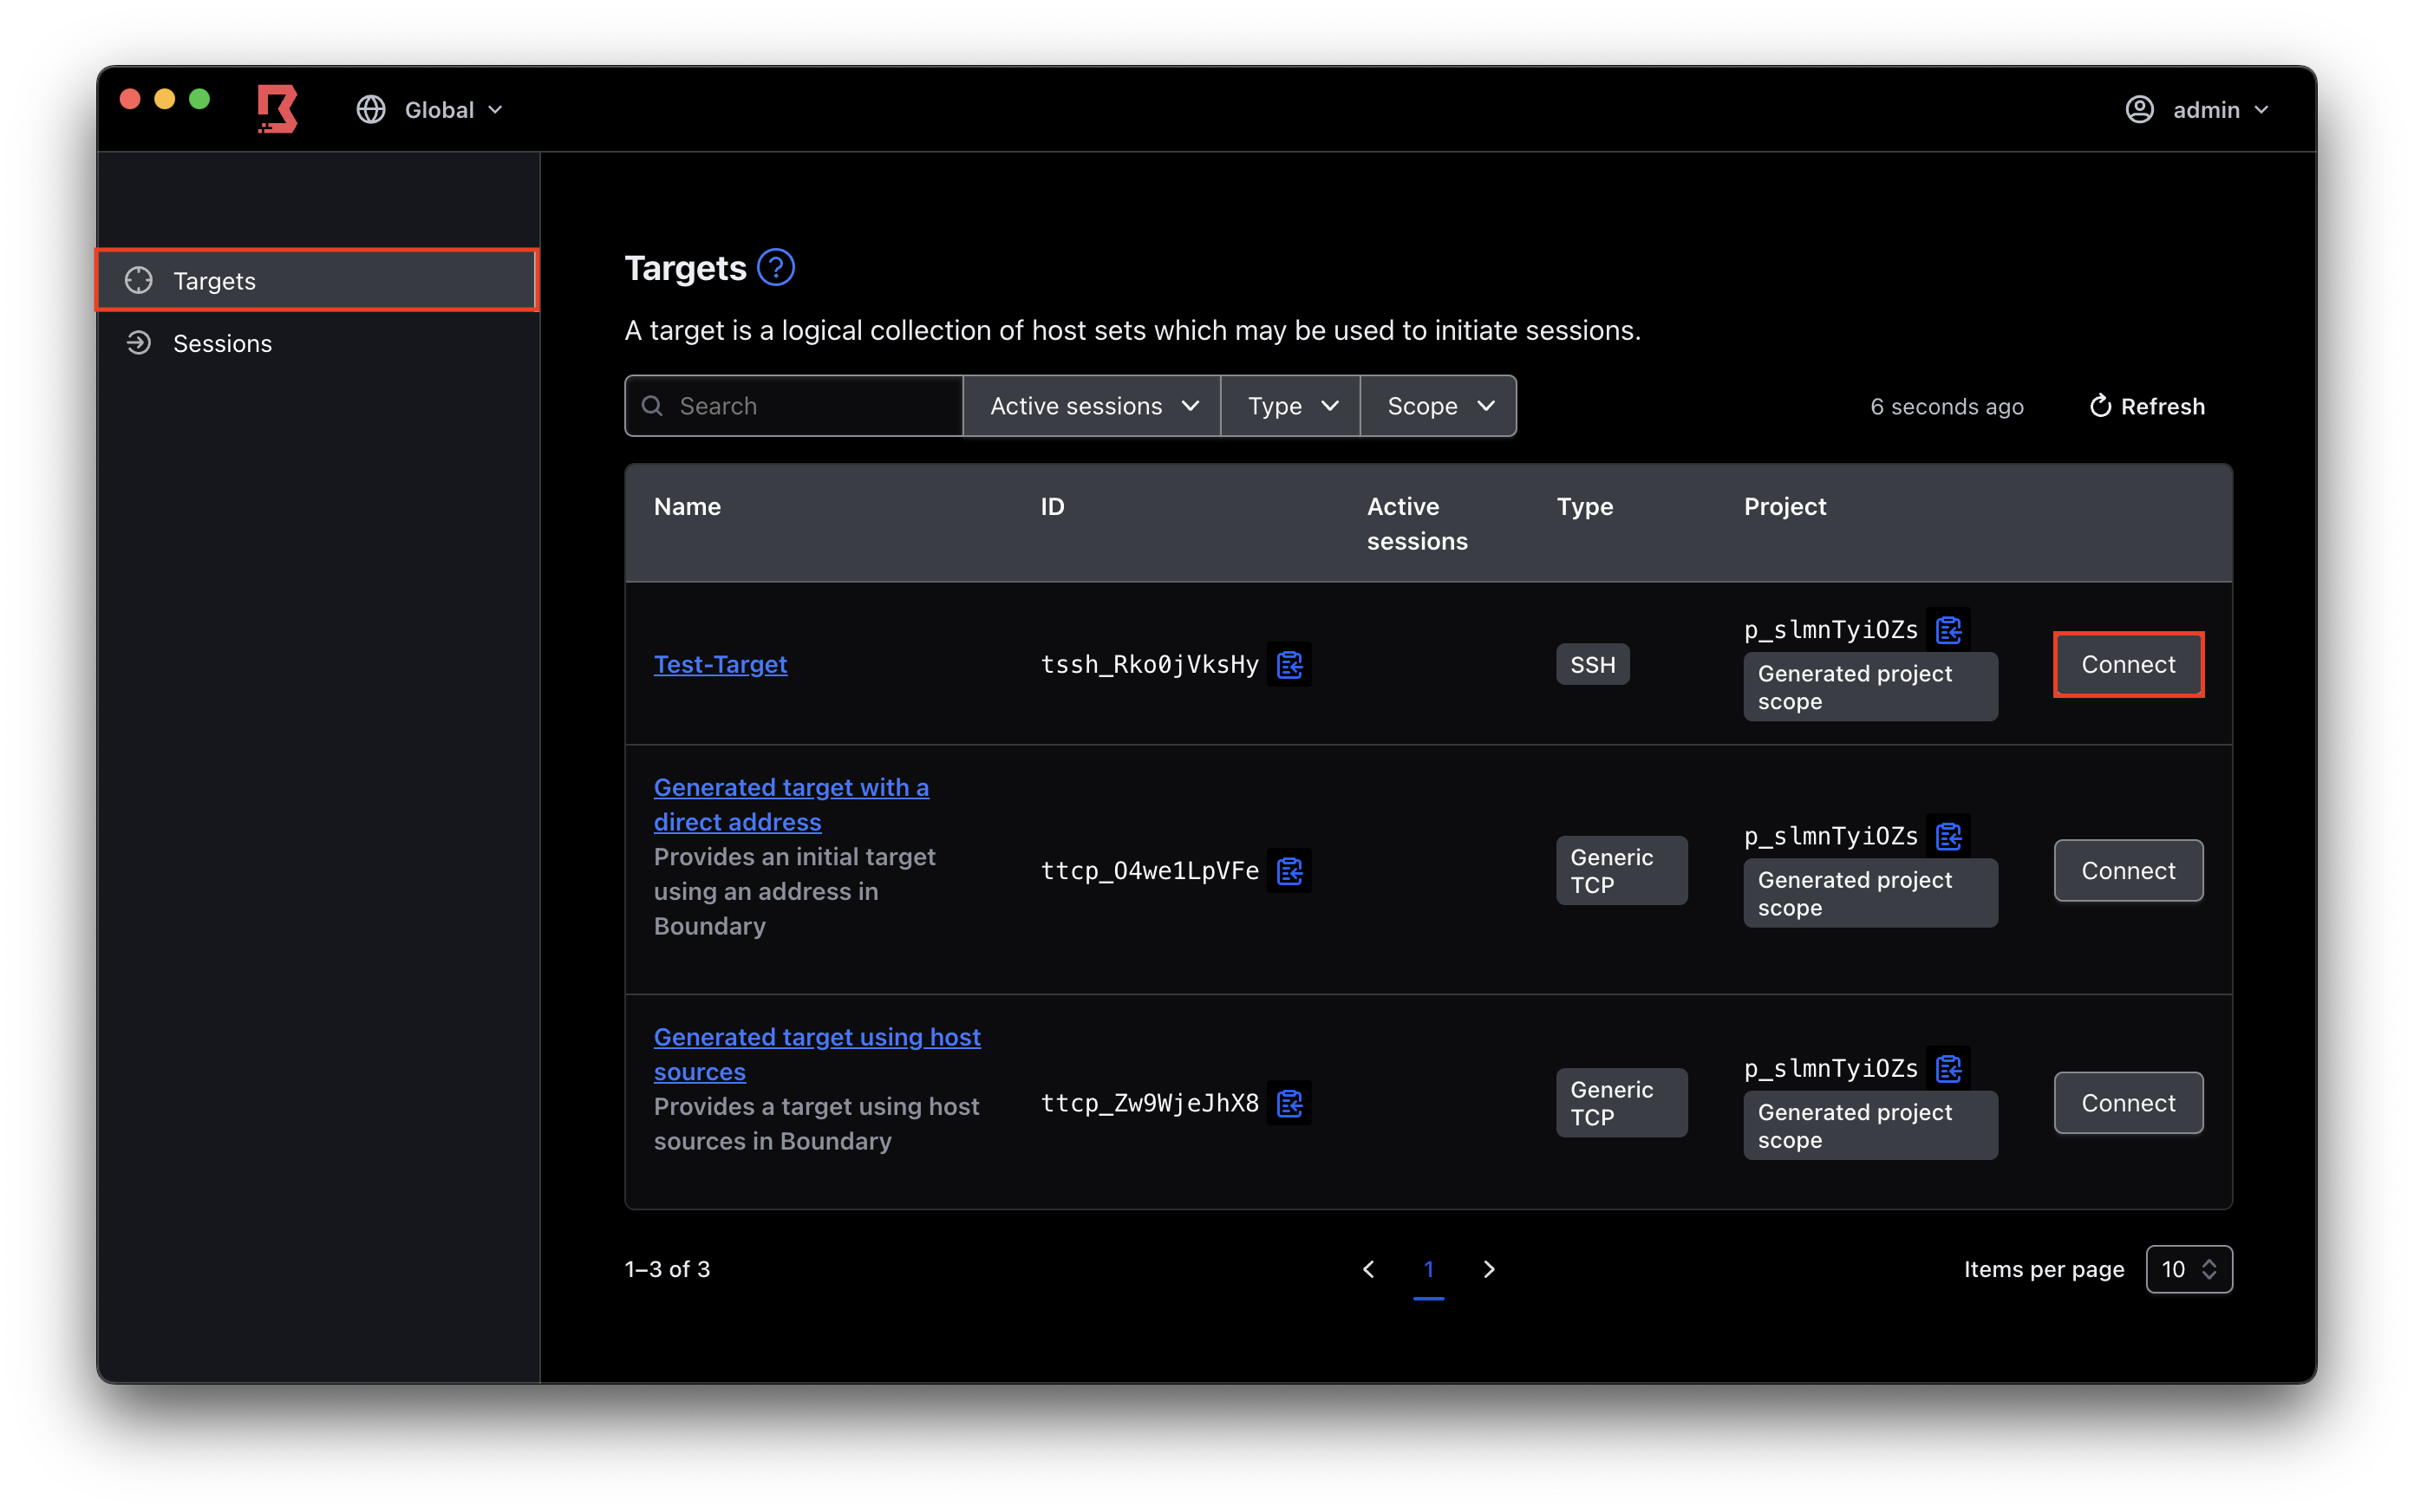 Global
admin
Targets
Sessions
Targets
A target is a logical collection of host sets which may be used to initiate sessions.
Search
Active sessions
Type
Scope
6 seconds ago
Refresh
Name
ID
Active
sessions
Type
Project
Test-Target
tssh_Rko0jVksHy
SSH
p_slmnTyiOZs
Generated project
scope
Connect
Generated target with a
direct address
Provides an initial target
using an address in
Boundary
ttcp_O4we1LpVFe
Generic
TCP
p_slmnTyiOZs
Generated project
scope
Connect
Generated target using host
sources
Provides a target using host
sources in Boundary
ttcp_Zw9WjeJhX8
Generic
TCP
p_slmnTyiOZs
Generated project
scope
Connect
1–3 of 3
1
Items per page
10